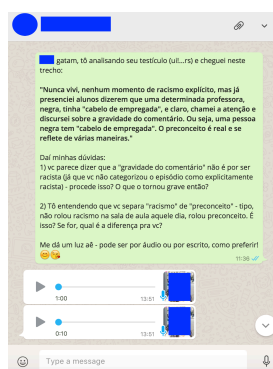 gatam, tô analisando seu testículo (ui!...rs) e cheguei neste
trecho:
"Nunca vivi, nenhum momento de racismo explícito, mas já
presenciei alunos dizerem que uma determinada professora,
negra, tinha "cabelo de empregada", e claro, chamei a atenção e
discursei sobre a gravidade do comentário. Ou seja, uma pessoa
negra tem "cabelo de empregada". O preconceito é real e se
reflete de várias maneiras."
Daí minhas dúvidas:
1) vc parece dizer que a "gravidade do comentário" não é por ser
racista (já que vc não categorizou o episódio como explicitamente
racista) - procede isso? O que o tornou grave então?
2) Tô entendendo que vc separa "racismo" de "preconceito" - tipo,
não rolou racismo na sala de aula aquele dia, rolou preconceito. É
isso? Se for, qual é a diferença pra vc?
Me dá um luz aê - pode ser por áudio ou por escrito, como preferir!
11:36
1:00 13:51
0:10 13:51
Type a message